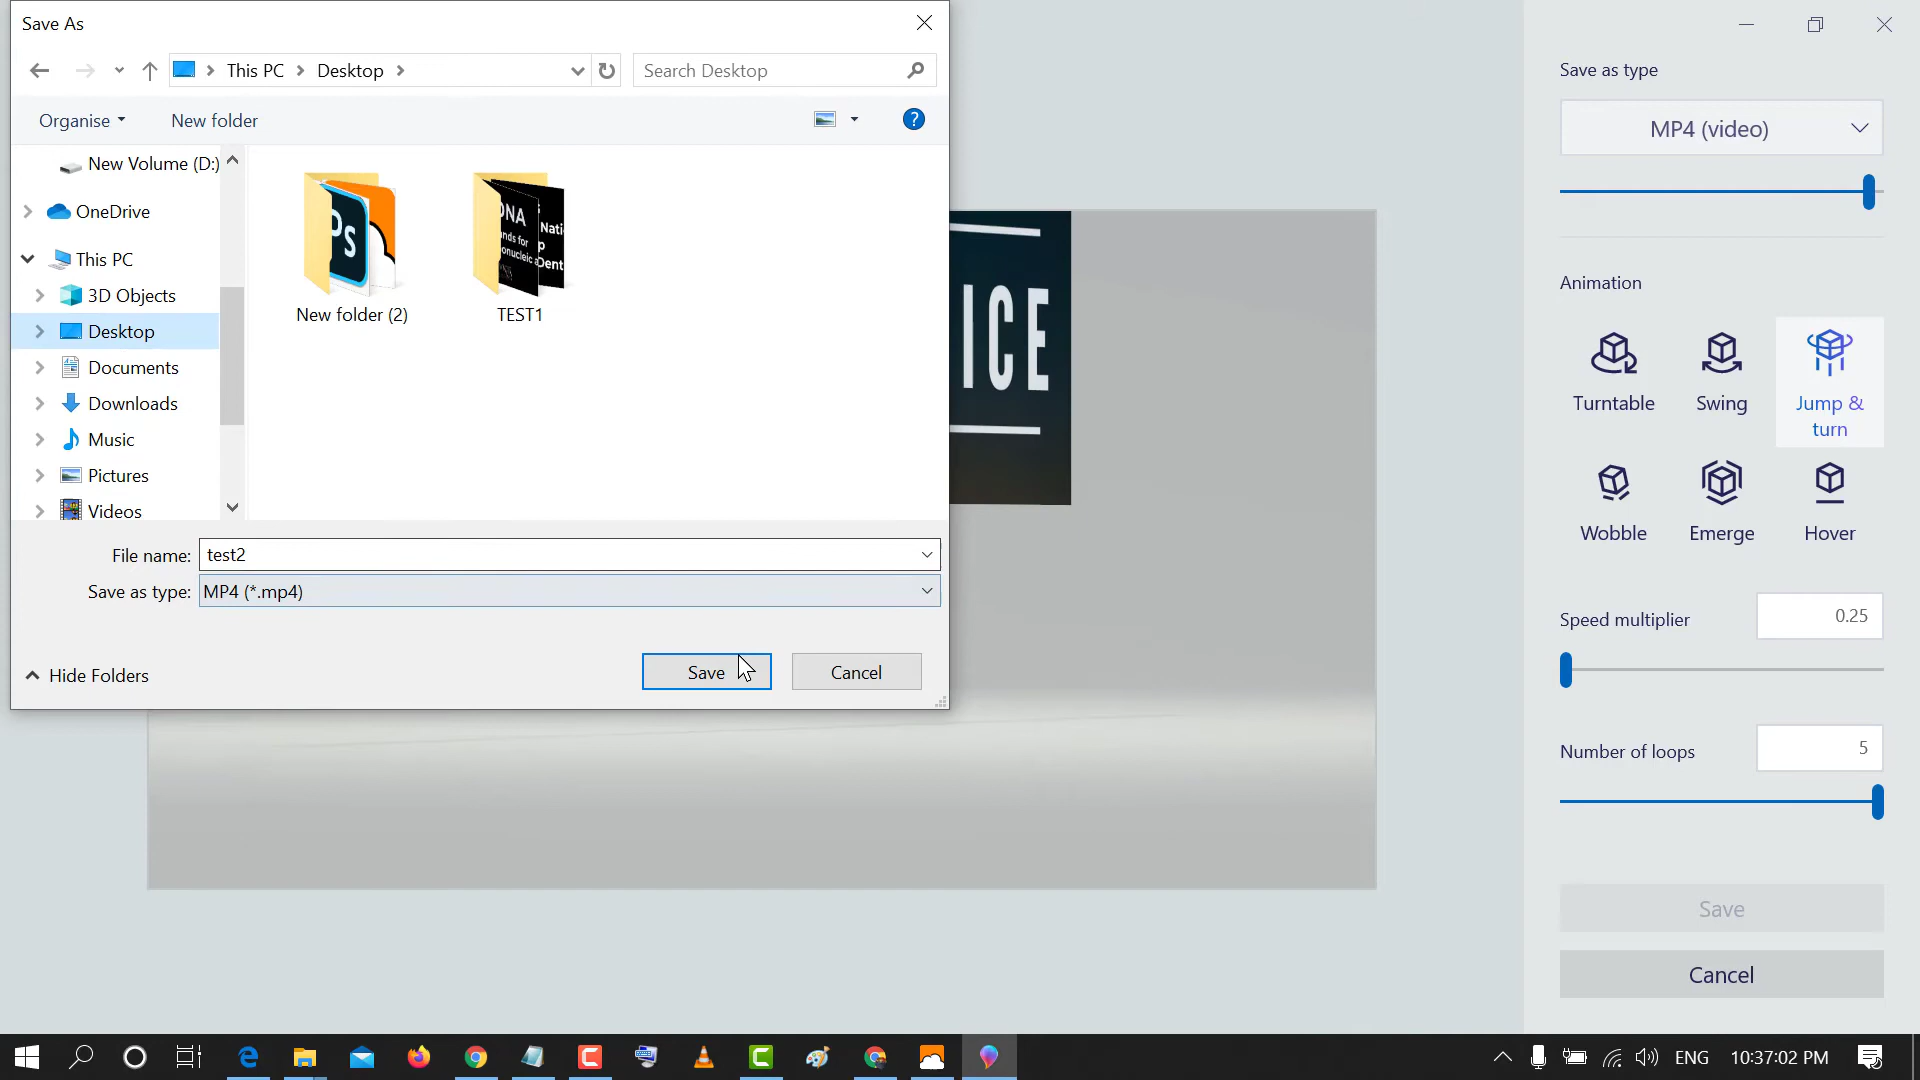 Save As
This PC
Desktop
Search Desktop
Organise
New folder
New Volume (D:)
OneDrive
This PC
3D Objects
Desktop
Documents
Downloads
Music
Pictures
Videos
Ps
New folder (2)
DNA
TEST1
ICE
File name: test2
Save as type: MP4 (*.mp4)
Hide Folders
Save
Cancel
Save as type
MP4 (video)
Animation
Turntable
Swing
Jump &
turn
Wobble
Emerge
Hover
Speed multiplier
0.25
Number of loops
5
Save
Cancel
ENG
10:37:02 PM